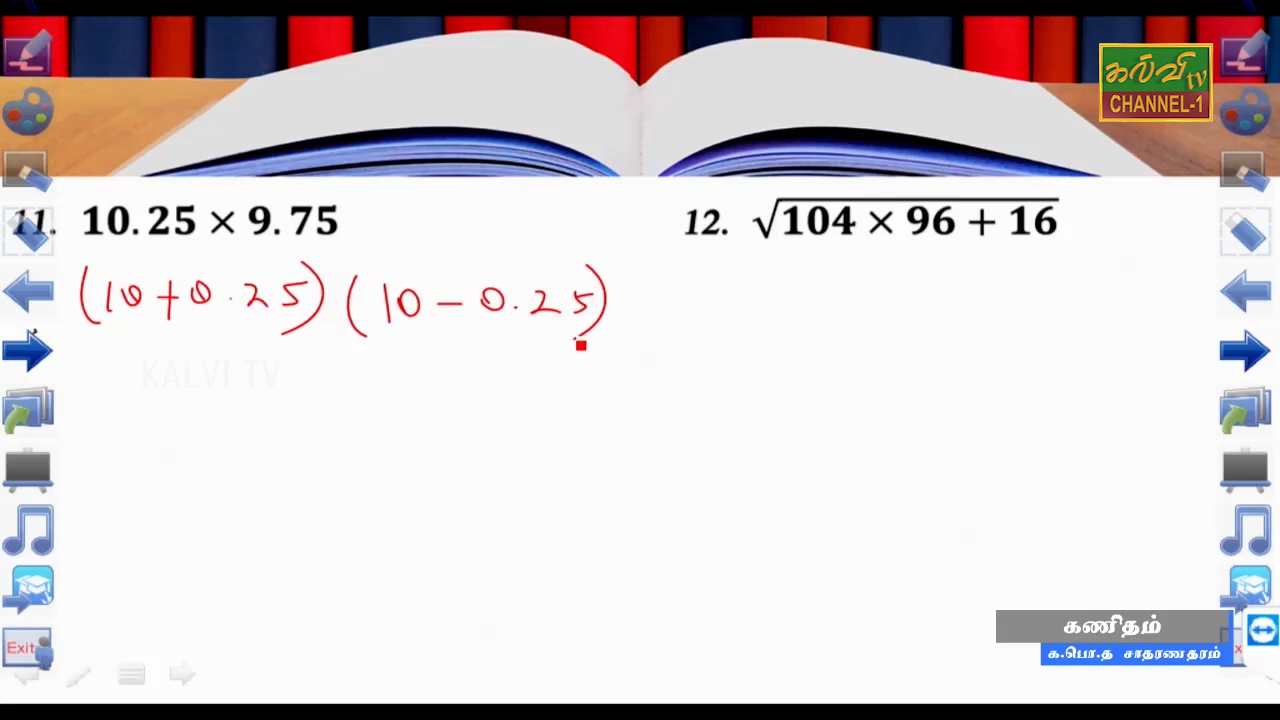 கல்வி tv
CHANNEL-1
11. 10.25 × 9.75
12. √104 × 96 + 16
(10+0.25)(10-0.25)
KALVI TV
கணிதம்
க.பொ.த சாதரணதரம்
Exit